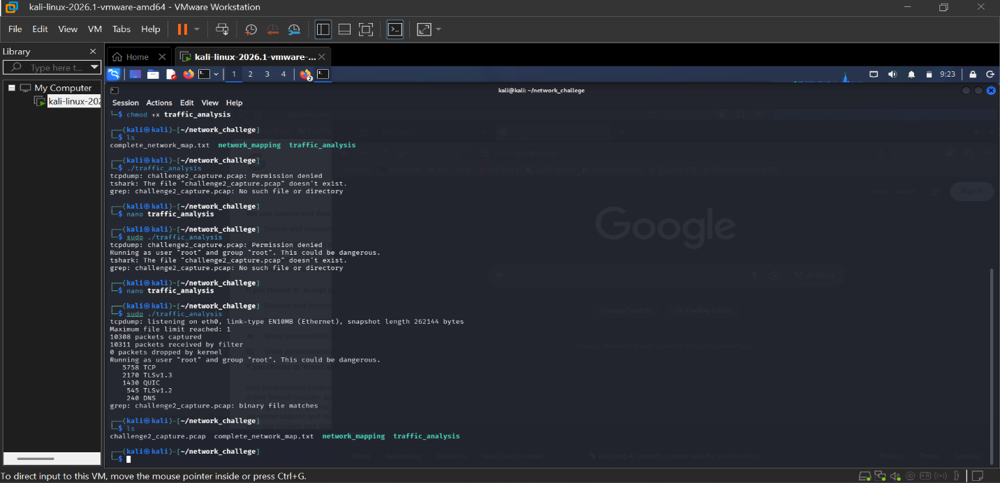 kali-linux-2026.1-vmware-amd64 - VMware Workstation
File Edit View VM Tabs Help
Library
Home
kali-linux-2026.1-vmware-...
Type here t...
My Computer
kali-linux-202
1 2 3 4
2
9:23
kali@kali: ~/network_challege
Session Actions Edit View Help
└─$ chmod +x traffic_analysis
┌──(kali㉿kali)-[~/network_challege]
└─$ ls
complete_network_map.txt network_mapping traffic_analysis
┌──(kali㉿kali)-[~/network_challege]
└─$ ./traffic_analysis
tcpdump: challenge2_capture.pcap: Permission denied
tshark: The file "challenge2_capture.pcap" doesn't exist.
grep: challenge2_capture.pcap: No such file or directory
┌──(kali㉿kali)-[~/network_challege]
└─$ nano traffic_analysis
┌──(kali㉿kali)-[~/network_challege]
└─$ sudo ./traffic_analysis
tcpdump: challenge2_capture.pcap: Permission denied
Running as user "root" and group "root". This could be dangerous.
tshark: The file "challenge2_capture.pcap" doesn't exist.
grep: challenge2_capture.pcap: No such file or directory
┌──(kali㉿kali)-[~/network_challege]
└─$ nano traffic_analysis
┌──(kali㉿kali)-[~/network_challege]
└─$ sudo ./traffic_analysis
tcpdump: listening on eth0, link-type EN10MB (Ethernet), snapshot length 262144 bytes
Maximum file limit reached: 1
10308 packets captured
10311 packets received by filter
0 packets dropped by kernel
Running as user "root" and group "root". This could be dangerous.
5758 TCP
2170 TLSv1.3
1430 QUIC
545 TLSv1.2
240 DNS
grep: challenge2_capture.pcap: binary file matches
┌──(kali㉿kali)-[~/network_challege]
└─$ ls
challenge2_capture.pcap complete_network_map.txt network_mapping traffic_analysis
┌──(kali㉿kali)-[~/network_challege]
└─$
Google
Sign in
Google Search
I'm Feeling Lucky
To direct input to this VM, move the mouse pointer inside or press Ctrl+G.